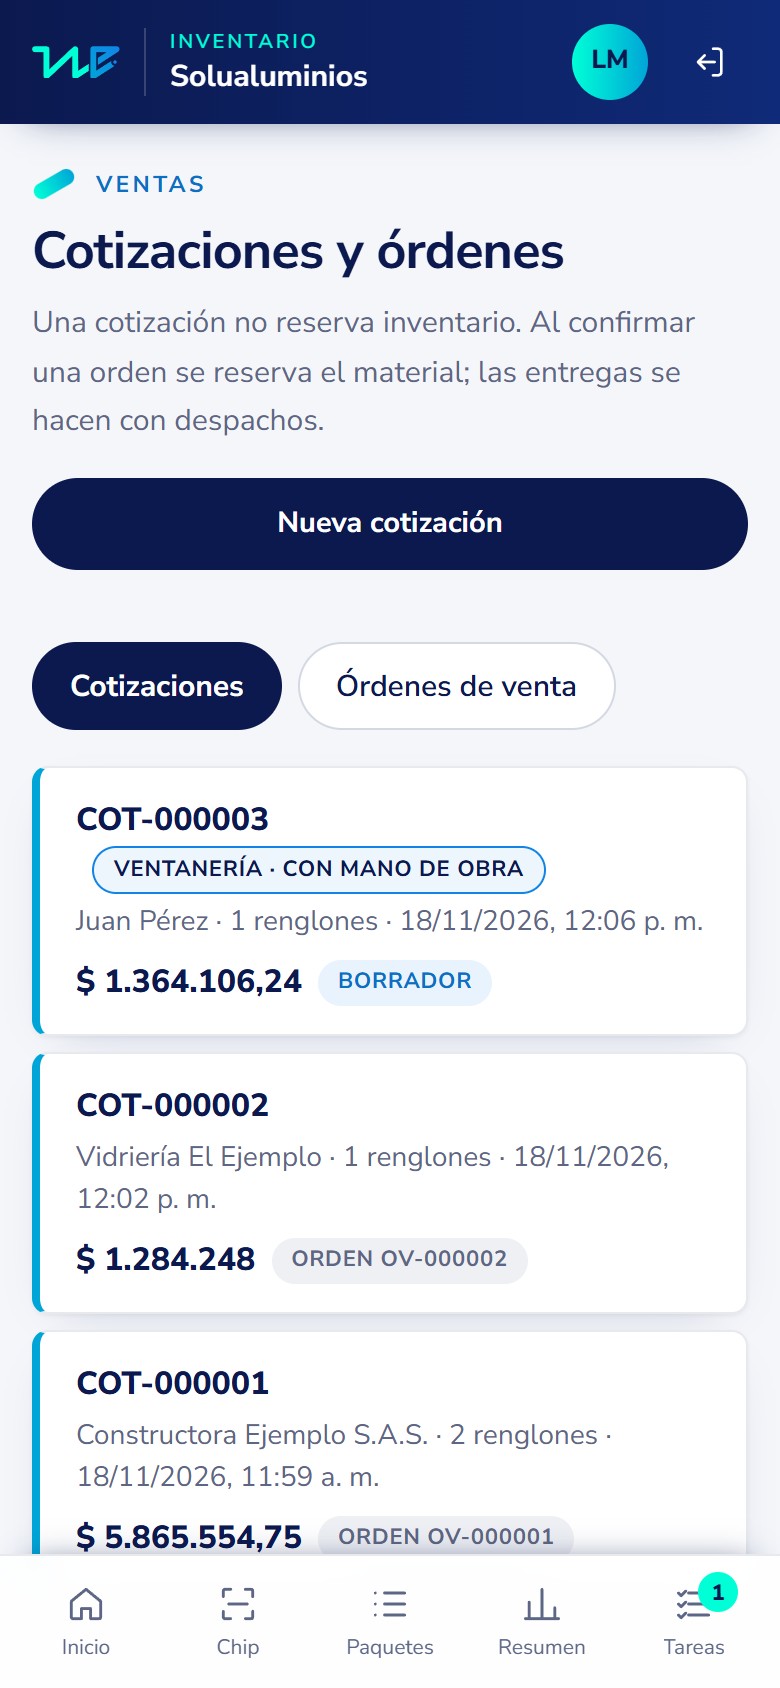 INVENTARIO
Solualuminios
LM
VENTAS
Cotizaciones y órdenes
Una cotización no reserva inventario. Al confirmar
una orden se reserva el material; las entregas se
hacen con despachos.
Nueva cotización
Cotizaciones
Órdenes de venta
COT-000003
VENTANERÍA · CON MANO DE OBRA
Juan Pérez · 1 renglones · 18/11/2026, 12:06 p. m.
$ 1.364.106,24 BORRADOR
COT-000002
Vidriería El Ejemplo · 1 renglones · 18/11/2026,
12:02 p. m.
$ 1.284.248 ORDEN OV-000002
COT-000001
Constructora Ejemplo S.A.S. · 2 renglones ·
18/11/2026, 11:59 a. m.
$ 5.865.554,75 ORDEN OV-000001
1
Inicio
Chip
Paquetes
Resumen
Tareas